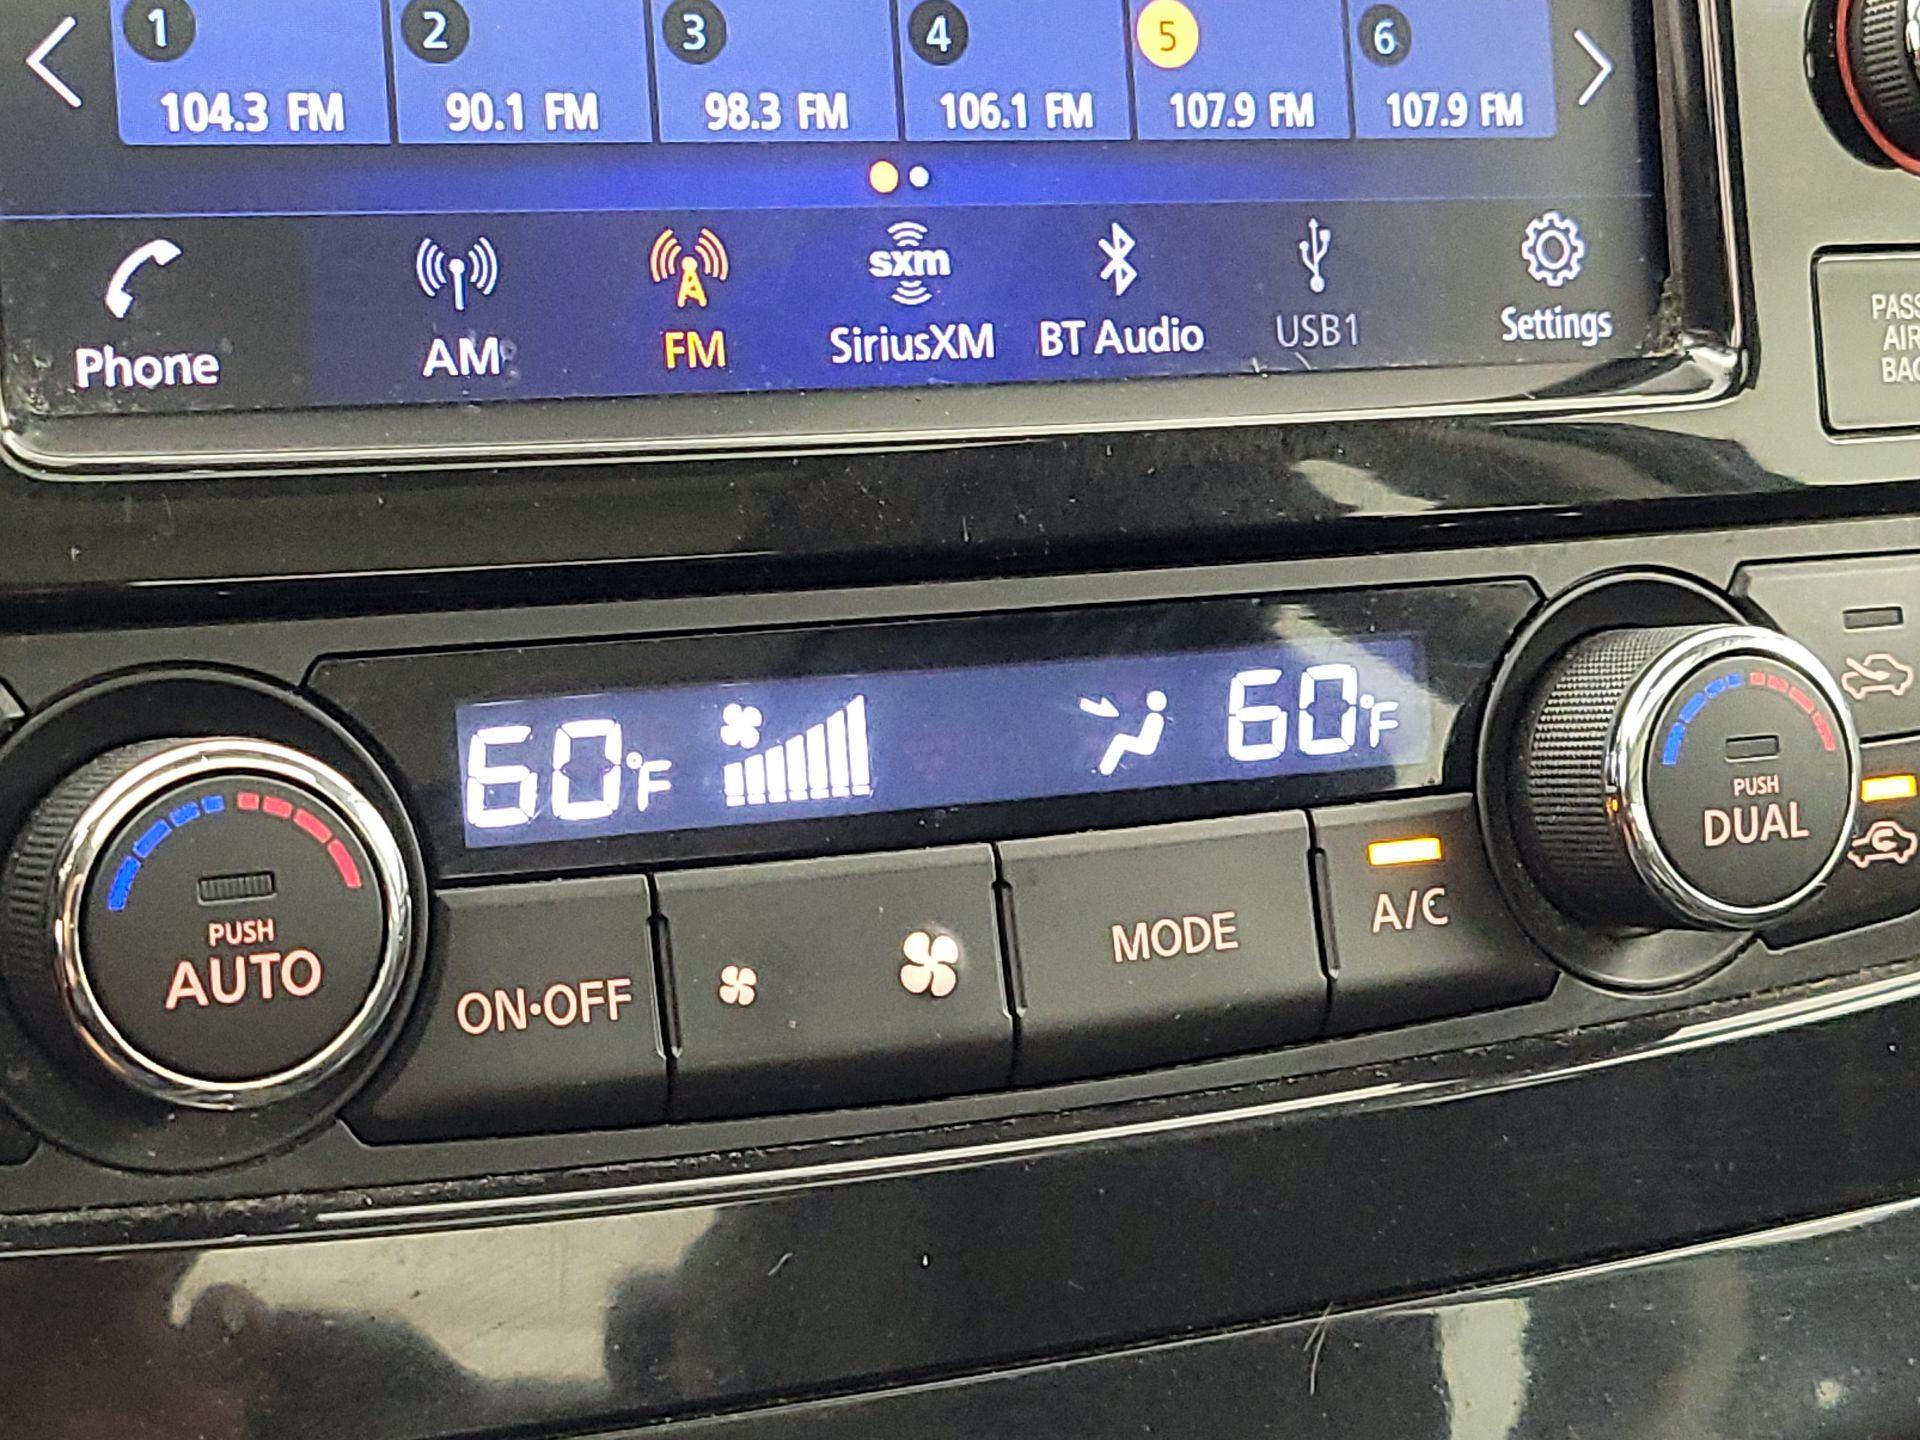 1 2 3 4 5 6
104.3 FM 90.1 FM 98.3 FM 106.1 FM 107.9 FM 107.9 FM
sxm
Phone AM FM SiriusXM BT Audio USB1 Settings
AIR
60°F 60°F
PUSH
AUTO
ON•OFF
MODE
A/C
PUSH
DUAL